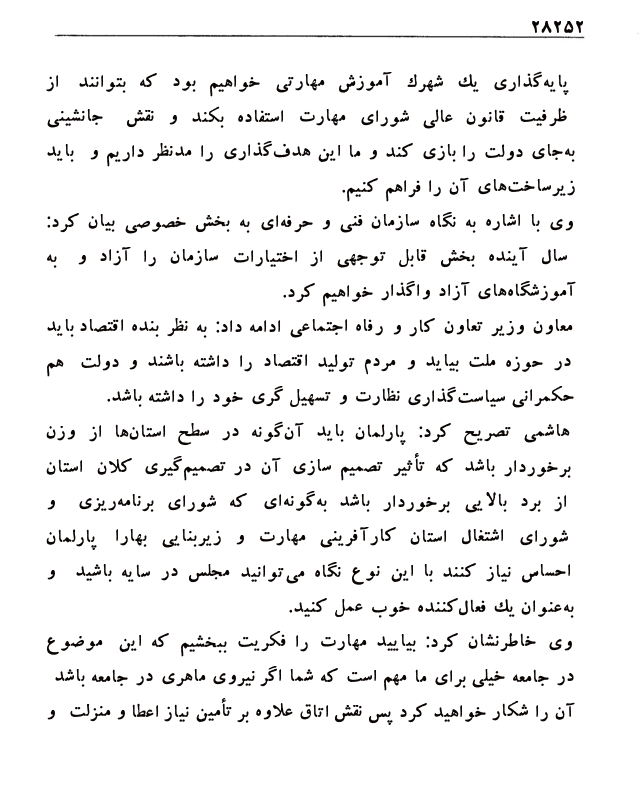 ۲۸۲۵۲
پایه‌گذاری یك شهرك آموزش مهارتی خواهیم بود که بتوانند از
ظرفیت قانون عالی شورای مهارت استفاده بکند و نقش جانشینی
به‌جای دولت را بازی کند و ما این هدف‌گذاری را مدنظر داریم و باید
زیرساخت‌های آن را فراهم کنیم.
وی با اشاره به نگاه سازمان فنی و حرفه‌ای به بخش خصوصی بیان کرد:
سال آینده بخش قابل توجهی از اختیارات سازمان را آزاد و به
آموزشگاه‌های آزاد واگذار خواهیم کرد.
معاون وزیر تعاون کار و رفاه اجتماعی ادامه داد: به نظر بنده اقتصاد باید
در حوزه ملت بیاید و مردم تولید اقتصاد را داشته باشند و دولت هم
حکمرانی سیاست‌گذاری نظارت و تسهیل گری خود را داشته باشد.
هاشمی تصریح کرد: پارلمان باید آن‌گونه در سطح استان‌ها از وزن
برخوردار باشد که تأثیر تصمیم سازی آن در تصمیم‌گیری کلان استان
از برد بالایی برخوردار باشد به‌گونه‌ای که شورای برنامه‌ریزی و
شورای اشتغال استان کارآفرینی مهارت و زیربنایی بهارا پارلمان
احساس نیاز کنند با این نوع نگاه می‌توانید مجلس در سایه باشید و
به‌عنوان یك فعال‌کننده خوب عمل کنید.
وی خاطرنشان کرد: بیایید مهارت را فکریت ببخشیم که این موضوع
در جامعه خیلی برای ما مهم است که شما اگر نیروی ماهری در جامعه باشد
آن را شکار خواهید کرد پس نقش اتاق علاوه بر تأمین نیاز اعطا و منزلت و